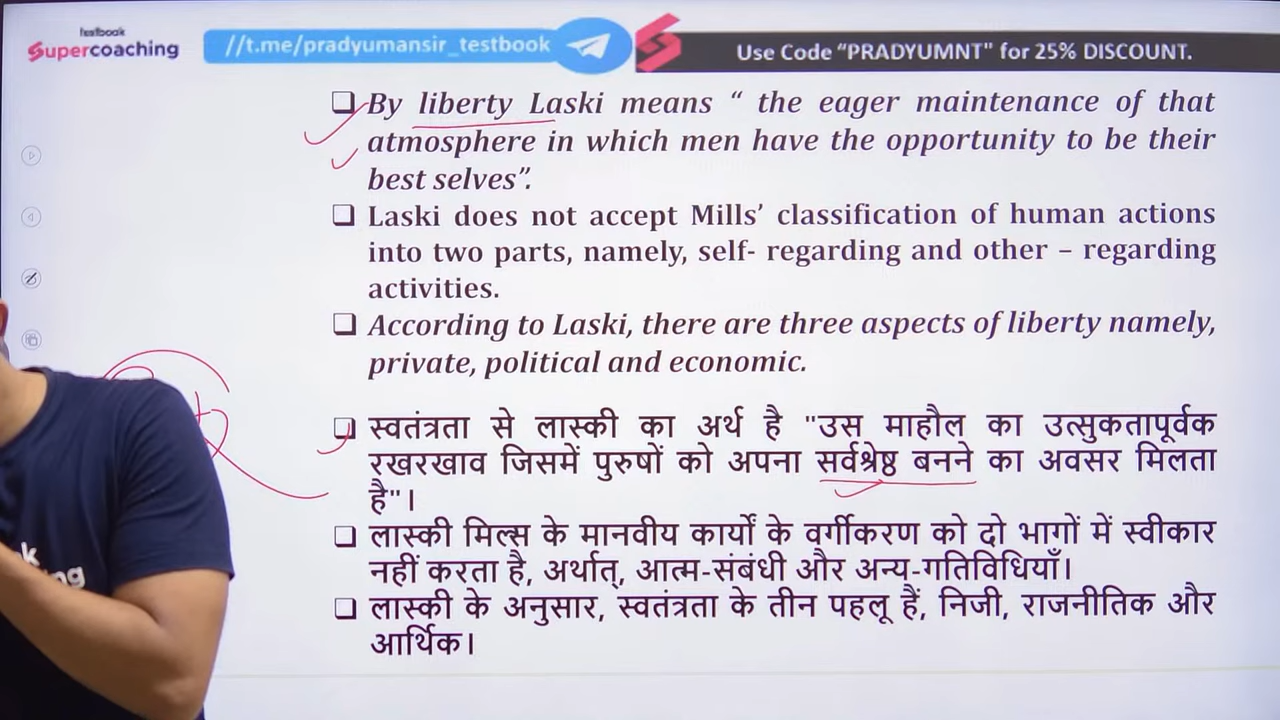 testbook
Supercoaching
//t.me/pradyumansir_testbook
Use Code “PRADYUMNT" for 25% DISCOUNT.
❑ By liberty Laski means “ the eager maintenance of that
atmosphere in which men have the opportunity to be their
best selves”.
❑ Laski does not accept Mills’ classification of human actions
into two parts, namely, self- regarding and other – regarding
activities.
❑ According to Laski, there are three aspects of liberty namely,
private, political and economic.
❑ स्वतंत्रता से लास्की का अर्थ है "उस माहौल का उत्सुकतापूर्वक
रखरखाव जिसमें पुरुषों को अपना सर्वश्रेष्ठ बनने का अवसर मिलता
है"।
❑ लास्की मिल्स के मानवीय कार्यों के वर्गीकरण को दो भागों में स्वीकार
नहीं करता है, अर्थात्, आत्म-संबंधी और अन्य-गतिविधियाँ।
❑ लास्की के अनुसार, स्वतंत्रता के तीन पहलू हैं, निजी, राजनीतिक और
आर्थिक।